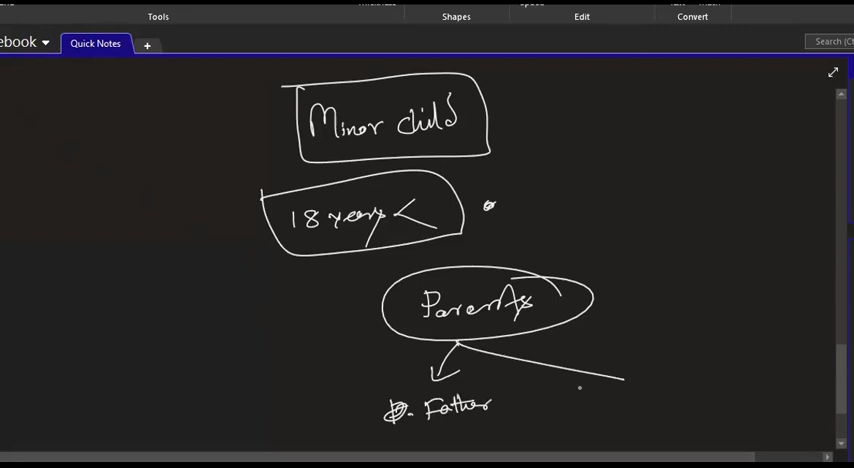 Tools Shapes Edit Convert
ebook Quick Notes + Search (C
Minor child
18 years <
Parents
Father